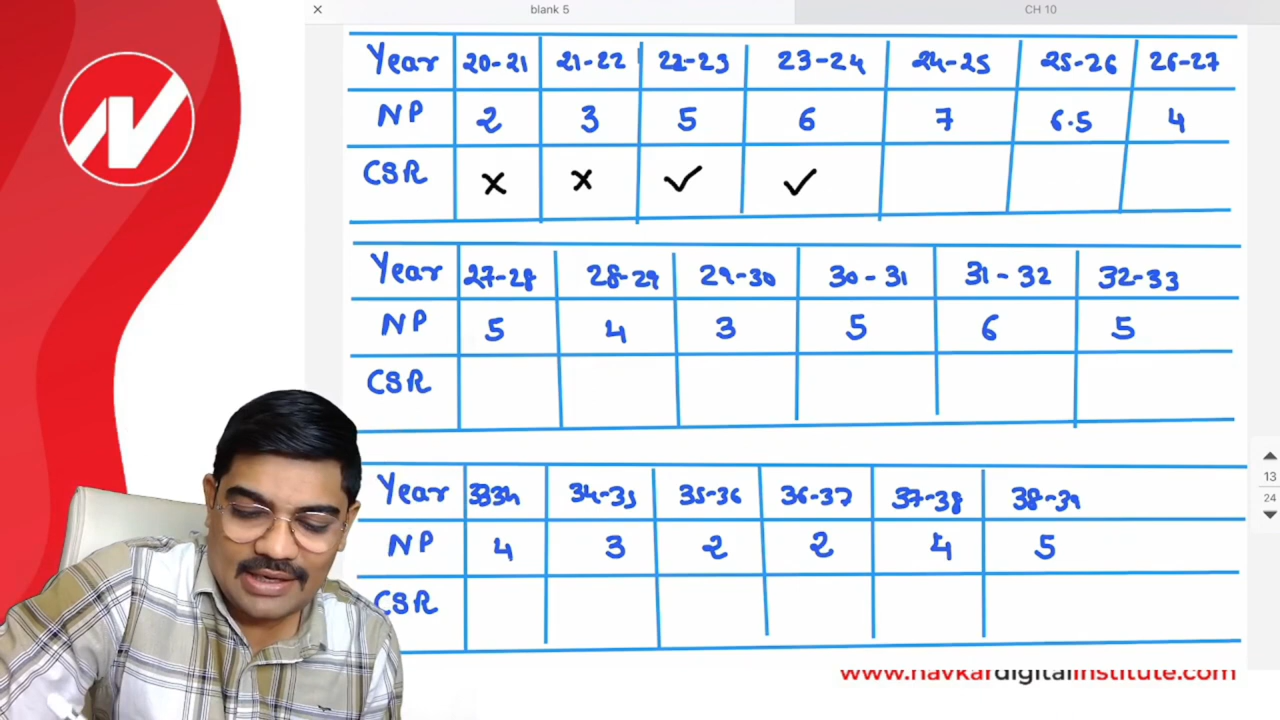 blank 5 CH 10
Year 20-21 21-22 22-23 23-24 24-25 25-26 26-27
NP 2 3 5 6 7 6.5 4
CSR × × ✓ ✓
Year 27-28 28-29 29-30 30-31 31-32 32-33
NP 5 4 3 5 6 5
CSR
Year 3334 34-35 35-36 36-37 37-38 38-39
NP 4 3 2 2 4 5
CSR
13
24
www.navkardigitalinstitute.com